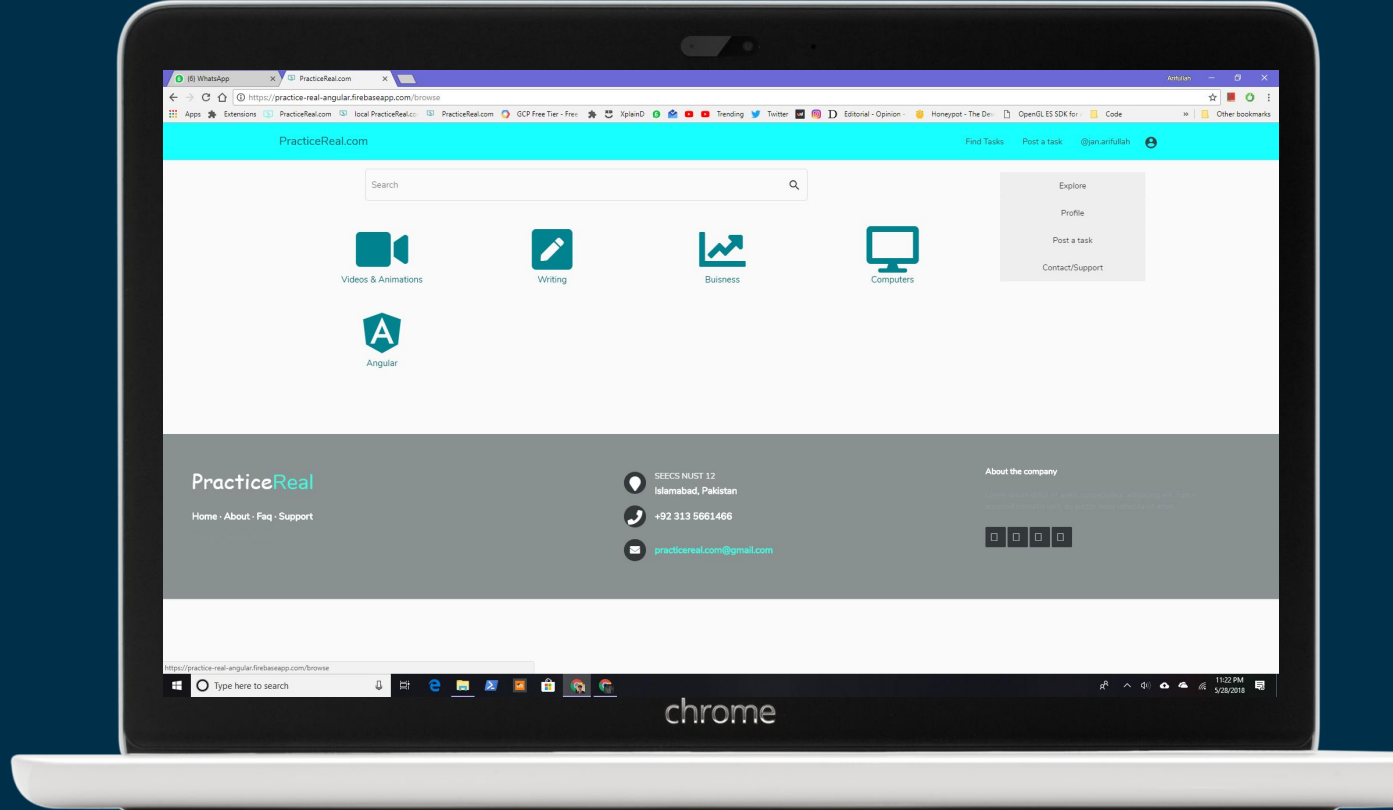 (6) WhatsApp PracticeReal.com Arifullah
https://practice-real-angular.firebaseapp.com/browse
Apps Extensions PracticeReal.com local PracticeReal.co PracticeReal.com GCP Free Tier - Free XplainD Trending Twitter Editorial - Opinion - Honeypot - The Dev OpenGL ES SDK for Code » Other bookmarks
PracticeReal.com Find Tasks Post a task @jan.arifullah
Search
Explore
Profile
Post a task
Contact/Support
Videos & Animations Writing Buisness Computers
Angular
PracticeReal
Home · About · Faq · Support
SEECS NUST 12
Islamabad, Pakistan
+92 313 5661466
practicereal.com@gmail.com
About the company
https://practice-real-angular.firebaseapp.com/browse
Type here to search
11:22 PM
5/28/2018
chrome